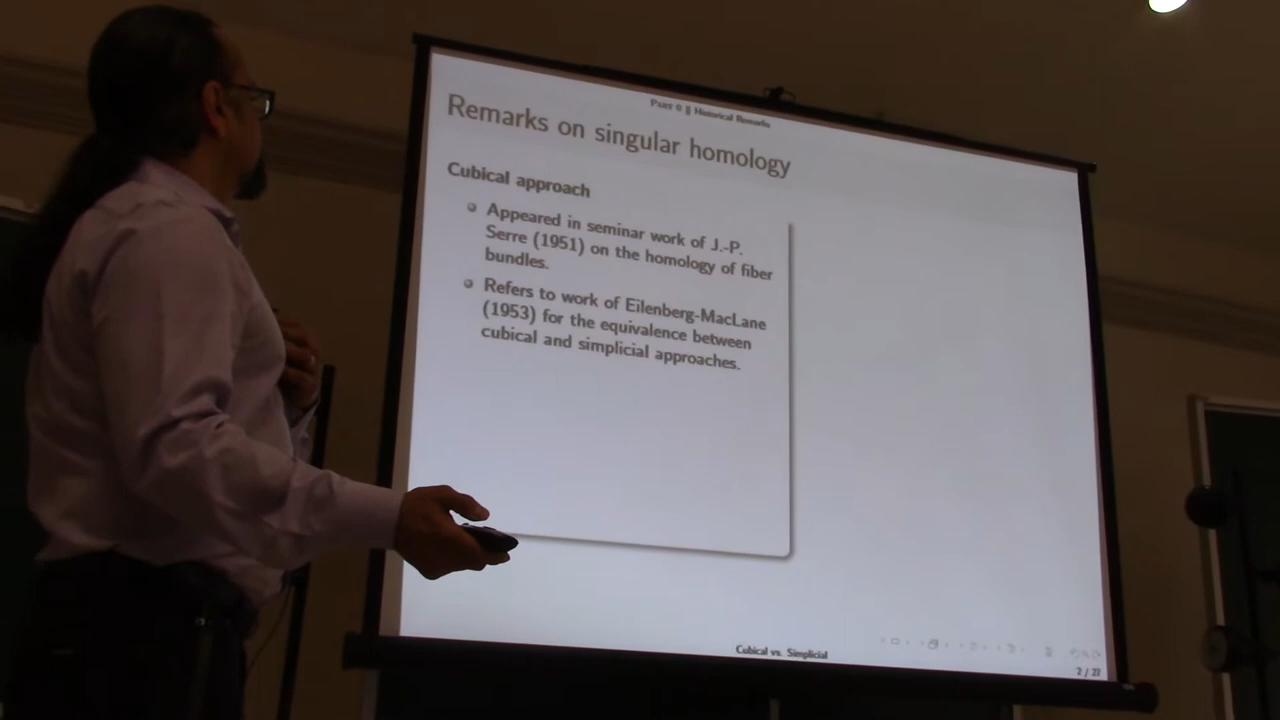 Part 0 || Historical Remarks
Remarks on singular homology
Cubical approach
Appeared in seminar work of J.-P.
Serre (1951) on the homology of fiber
bundles.
Refers to work of Eilenberg-MacLane
(1953) for the equivalence between
cubical and simplicial approaches.
Cubical vs. Simplicial
2 / 27